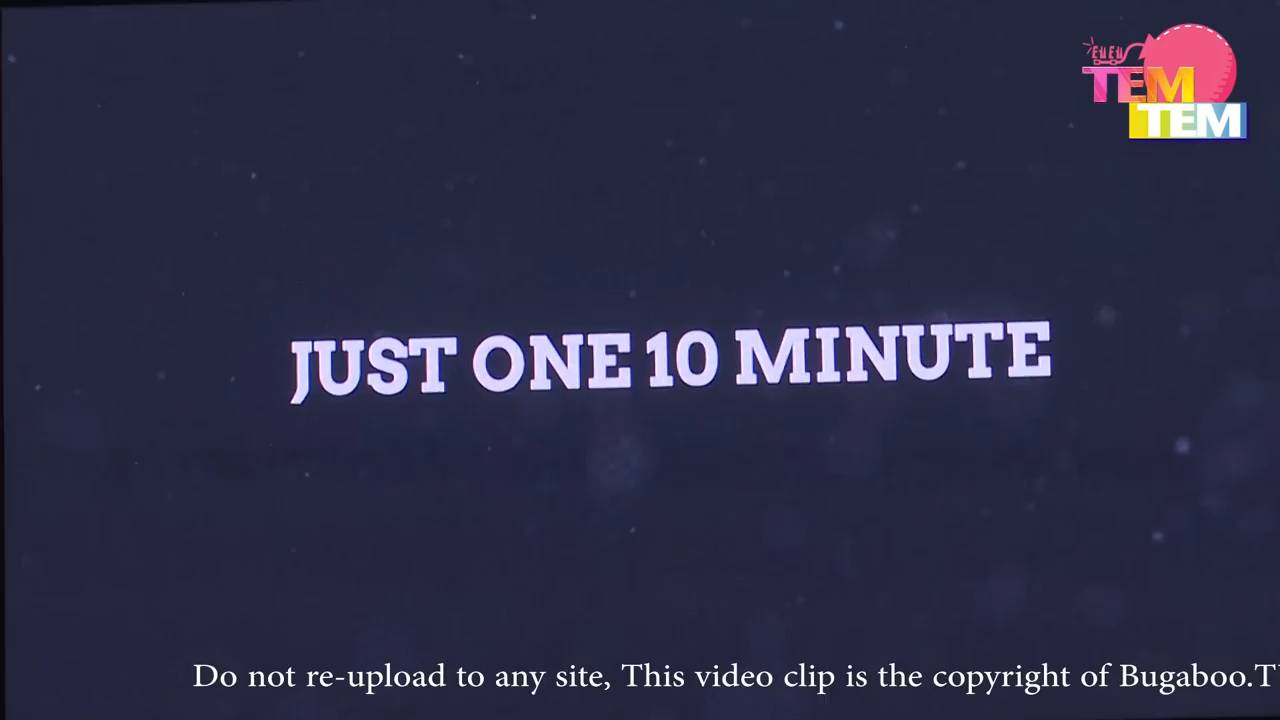 TEM
TEM
JUST ONE 10 MINUTE
Do not re-upload to any site, This video clip is the copyright of Bugaboo.T